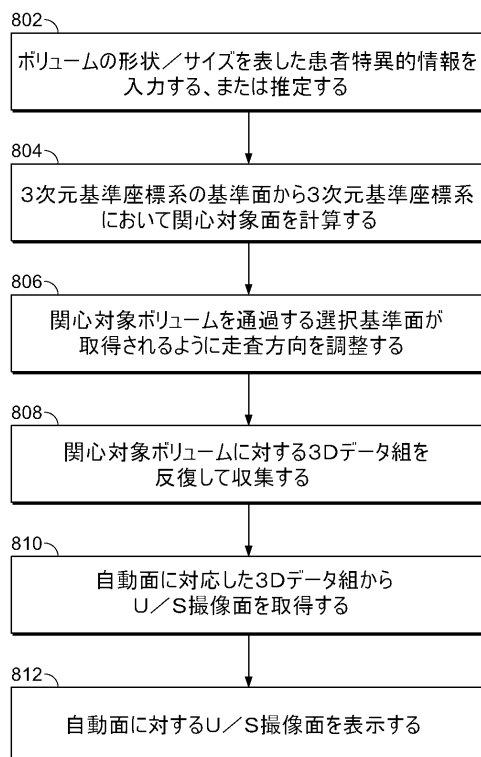 802
ボリュームの形状／サイズを表した患者特異的情報を
入力する、または推定する
804
3次元基準座標系の基準面から3次元基準座標系
において関心対象面を計算する
806
関心対象ボリュームを通過する選択基準面が
取得されるように走査方向を調整する
808
関心対象ボリュームに対する3Dデータ組を
反復して収集する
810
自動面に対応した3Dデータ組から
U／S撮像面を取得する
812
自動面に対するU／S撮像面を表示する